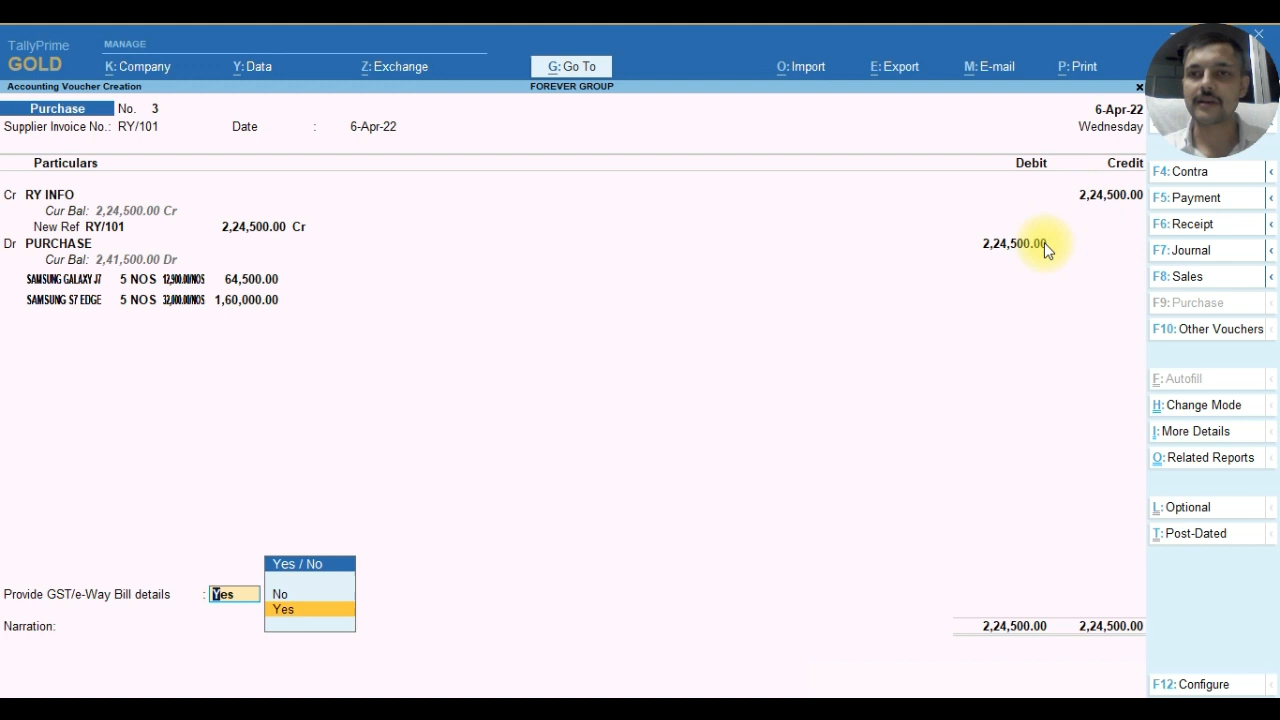 TallyPrime
GOLD
MANAGE
K: Company Y: Data Z: Exchange G: Go To O: Import E: Export M: E-mail P: Print
Accounting Voucher Creation FOREVER GROUP
Purchase No. 3 6-Apr-22
Supplier Invoice No.: RY/101 Date : 6-Apr-22 Wednesday
Particulars Debit Credit
Cr RY INFO 2,24,500.00
Cur Bal: 2,24,500.00 Cr
New Ref RY/101 2,24,500.00 Cr
Dr PURCHASE 2,24,500.00
Cur Bal: 2,41,500.00 Dr
SAMSUNG GALAXY J7 5 NOS 12,900.00/NOS 64,500.00
SAMSUNG S7 EDGE 5 NOS 32,000.00/NOS 1,60,000.00
Provide GST/e-Way Bill details : Yes
Yes / No
No
Yes
Narration: 2,24,500.00 2,24,500.00
F4: Contra
F5: Payment
F6: Receipt
F7: Journal
F8: Sales
F9: Purchase
F10: Other Vouchers
F: Autofill
H: Change Mode
I: More Details
O: Related Reports
L: Optional
T: Post-Dated
F12: Configure